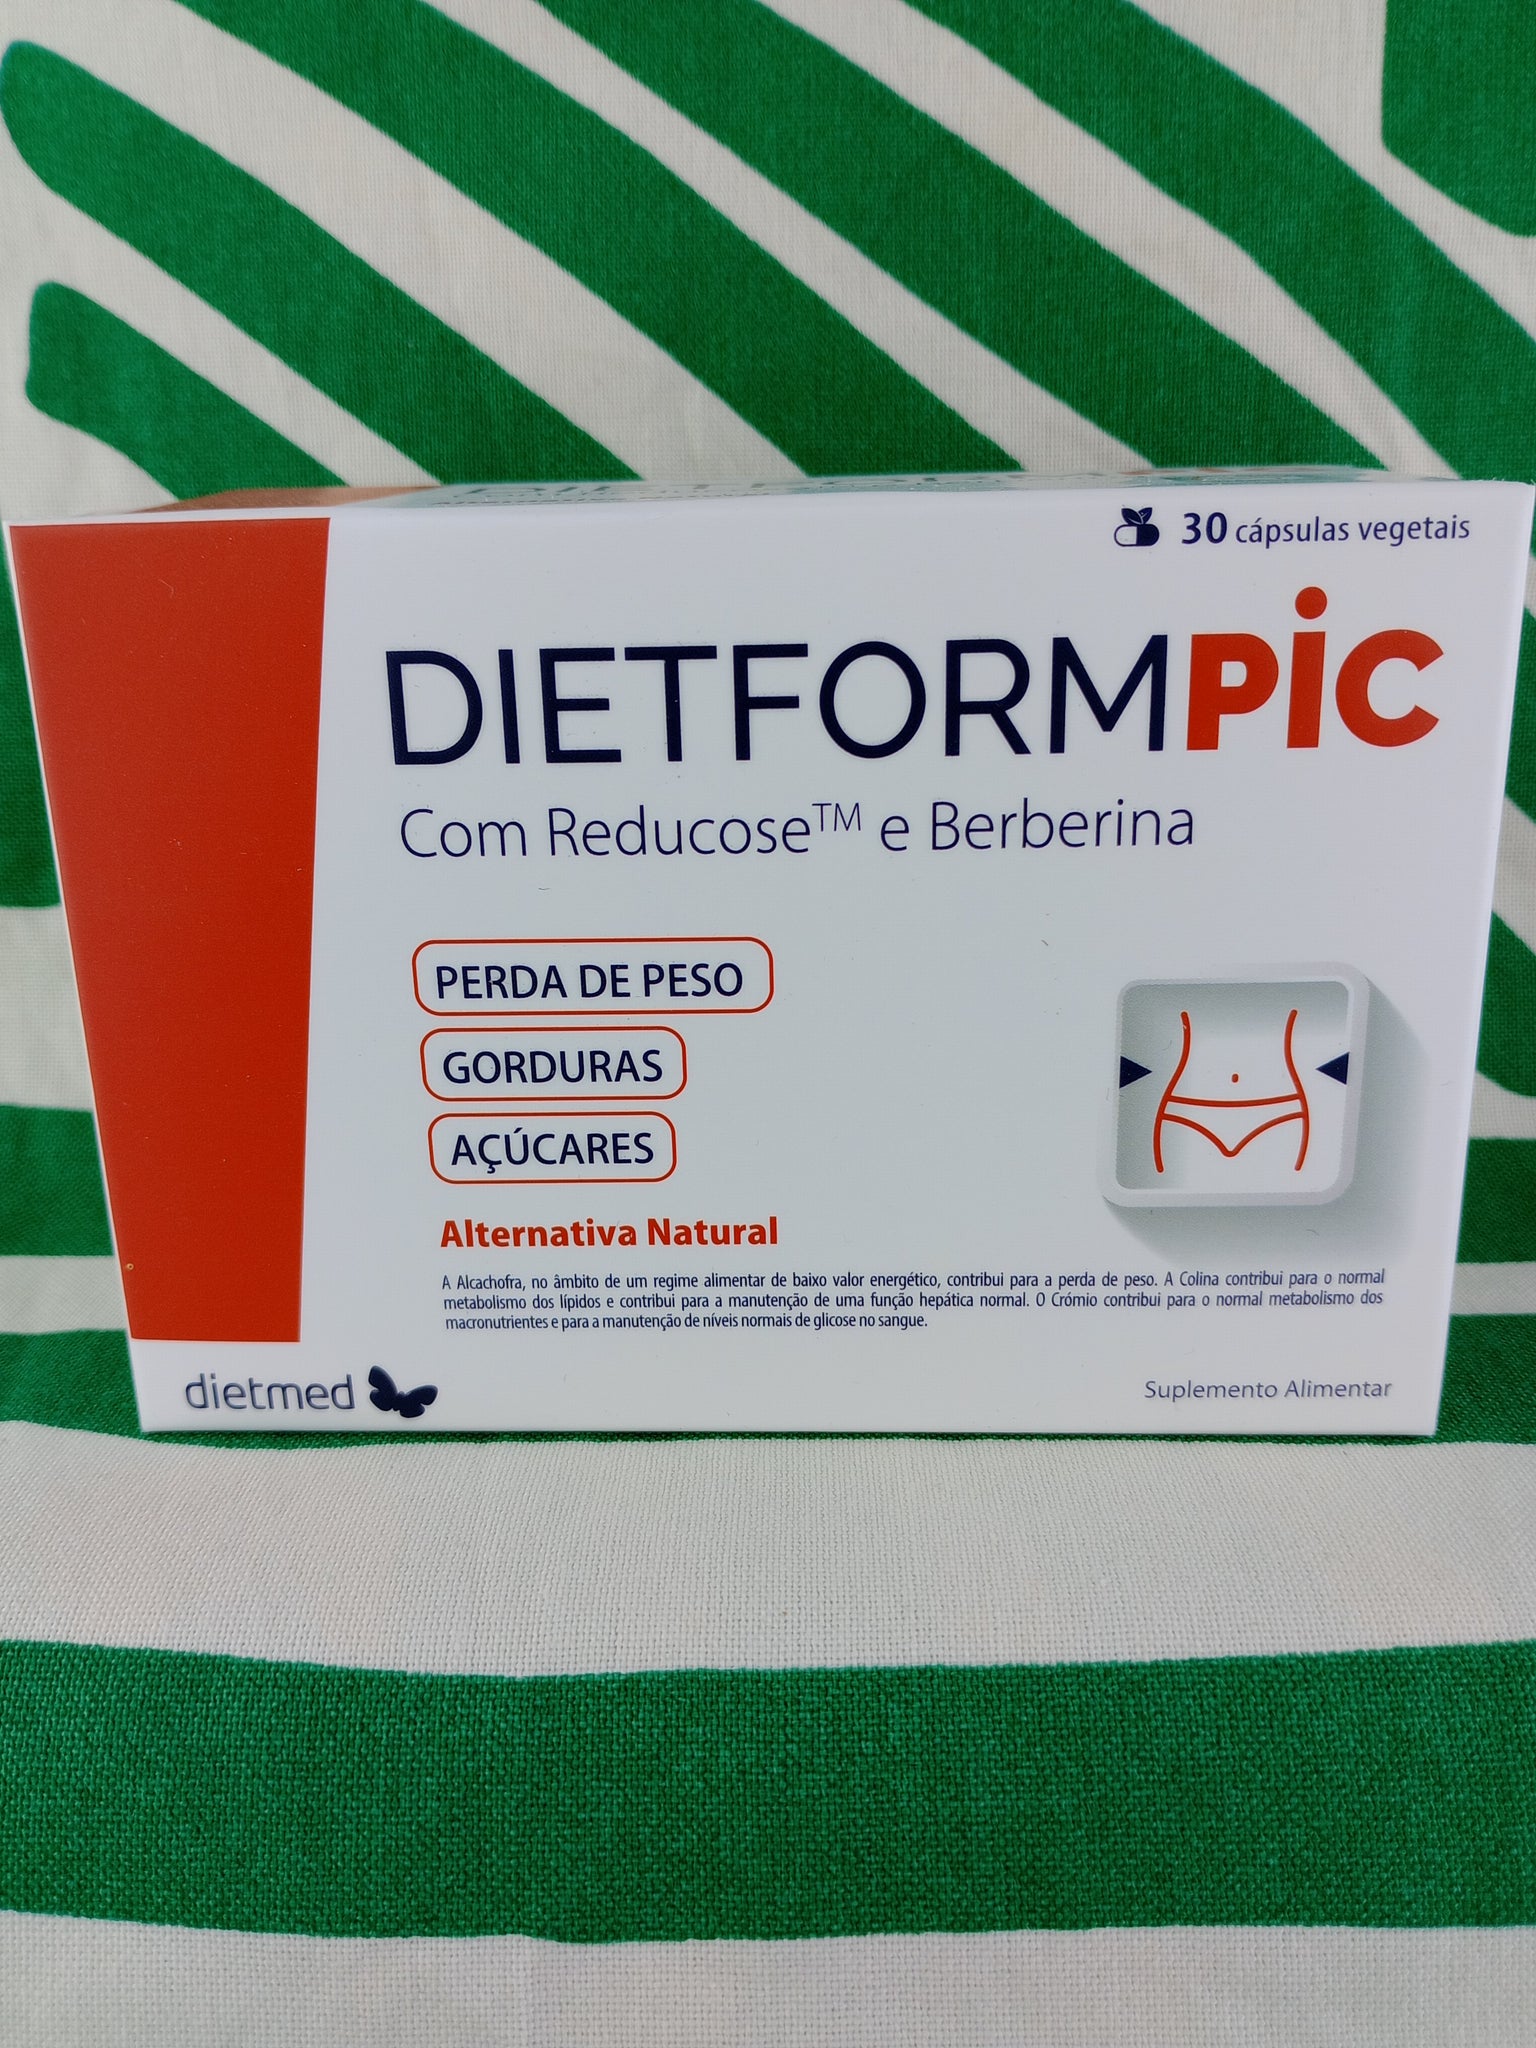 30 cápsulas vegetais
DIETFORMPiC
Com Reducose™ e Berberina
PERDA DE PESO
GORDURAS
AÇÚCARES
Alternativa Natural
A Alcachofra, no âmbito de um regime alimentar de baixo valor energético, contribui para a perda de peso. A Colina contribui para o normal
metabolismo dos lípidos e contribui para a manutenção de uma função hepática normal. O Crómio contribui para o normal metabolismo dos
macronutrientes e para a manutenção de níveis normais de glicose no sangue.
dietmed
Suplemento Alimentar